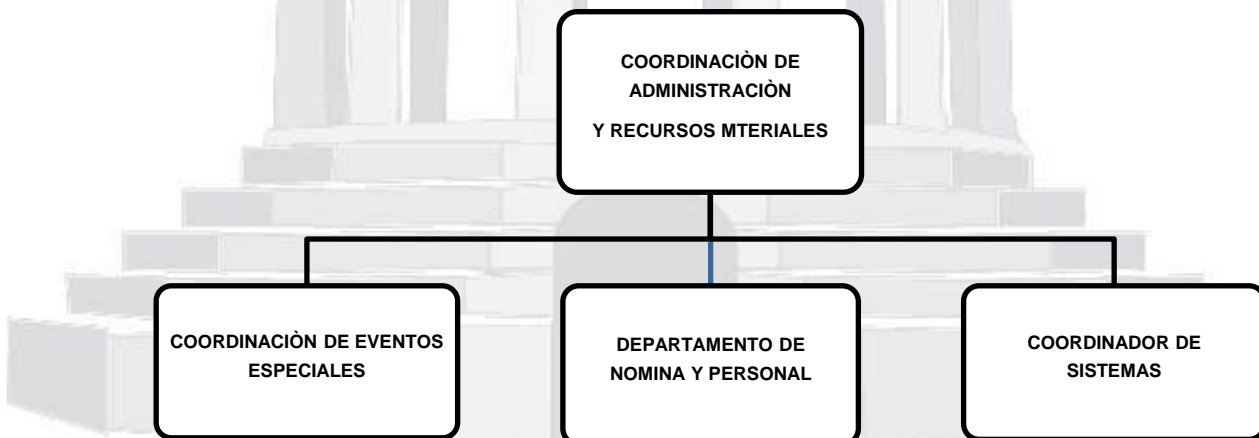 COORDINACIÒN DE
ADMINISTRACIÒN
Y RECURSOS MTERIALES
COORDINACIÒN DE EVENTOS
ESPECIALES
DEPARTAMENTO DE
NOMINA Y PERSONAL
COORDINADOR DE
SISTEMAS